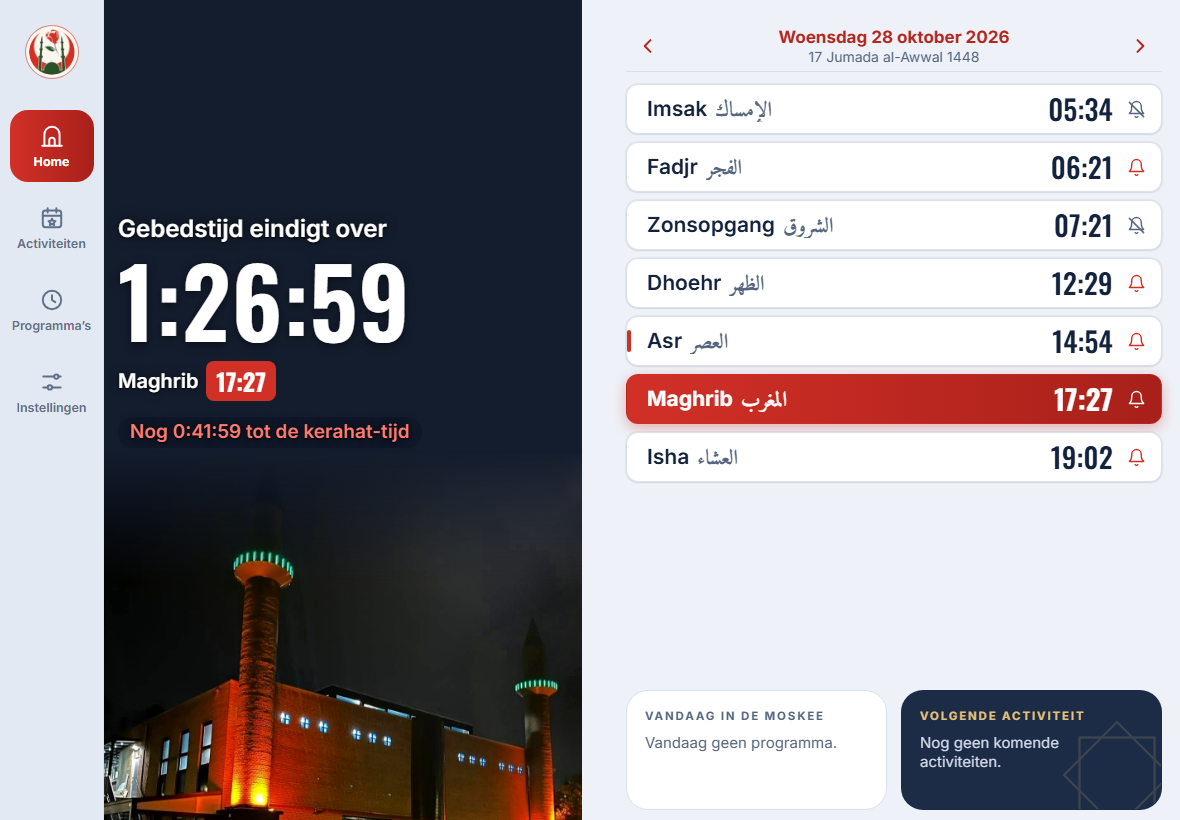 Home
Activiteiten
Programma's
Instellingen
Gebedstijd eindigt over
1:26:59
Maghrib 17:27
Nog 0:41:59 tot de kerahat-tijd
Woensdag 28 oktober 2026
17 Jumada al-Awwal 1448
Imsak الإمساك 05:34
Fadjr الفجر 06:21
Zonsopgang الشروق 07:21
Dhoehr الظهر 12:29
Asr العصر 14:54
Maghrib المغرب 17:27
Isha العشاء 19:02
VANDAAG IN DE MOSKEE
Vandaag geen programma.
VOLGENDE ACTIVITEIT
Nog geen komende
activiteiten.